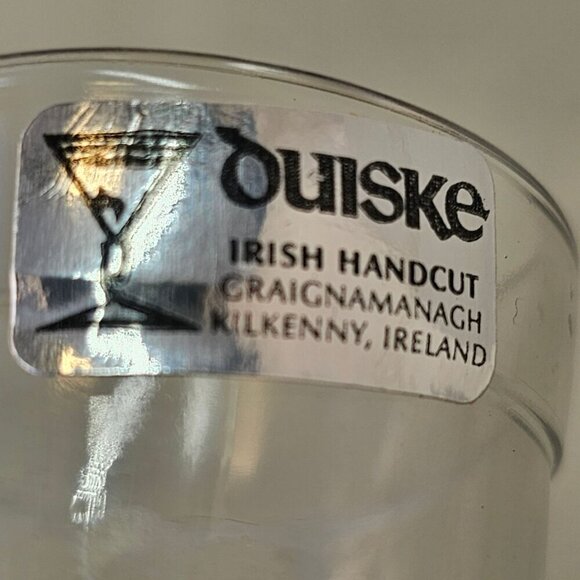 Duiske
IRISH HANDCUT
GRAIGNAMANAGH
KILKENNY, IRELAND